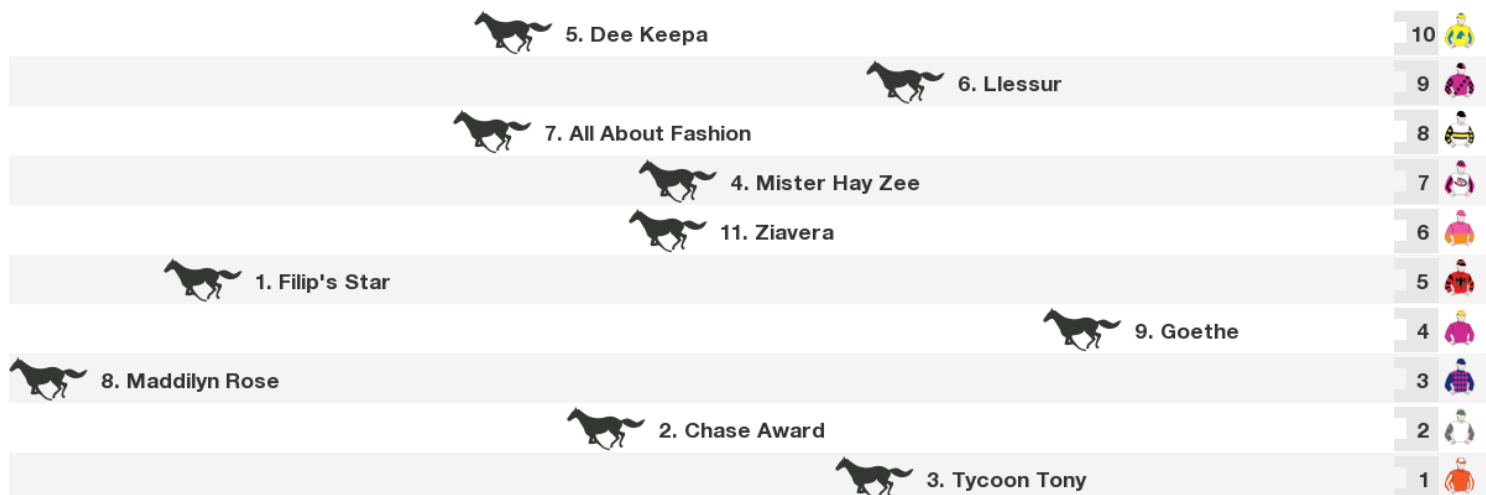 5. Dee Keepa 10
6. Llessur 9
7. All About Fashion 8
4. Mister Hay Zee 7
11. Ziavera 6
1. Filip's Star 5
9. Goethe 4
8. Maddilyn Rose 3
2. Chase Award 2
3. Tycoon Tony 1